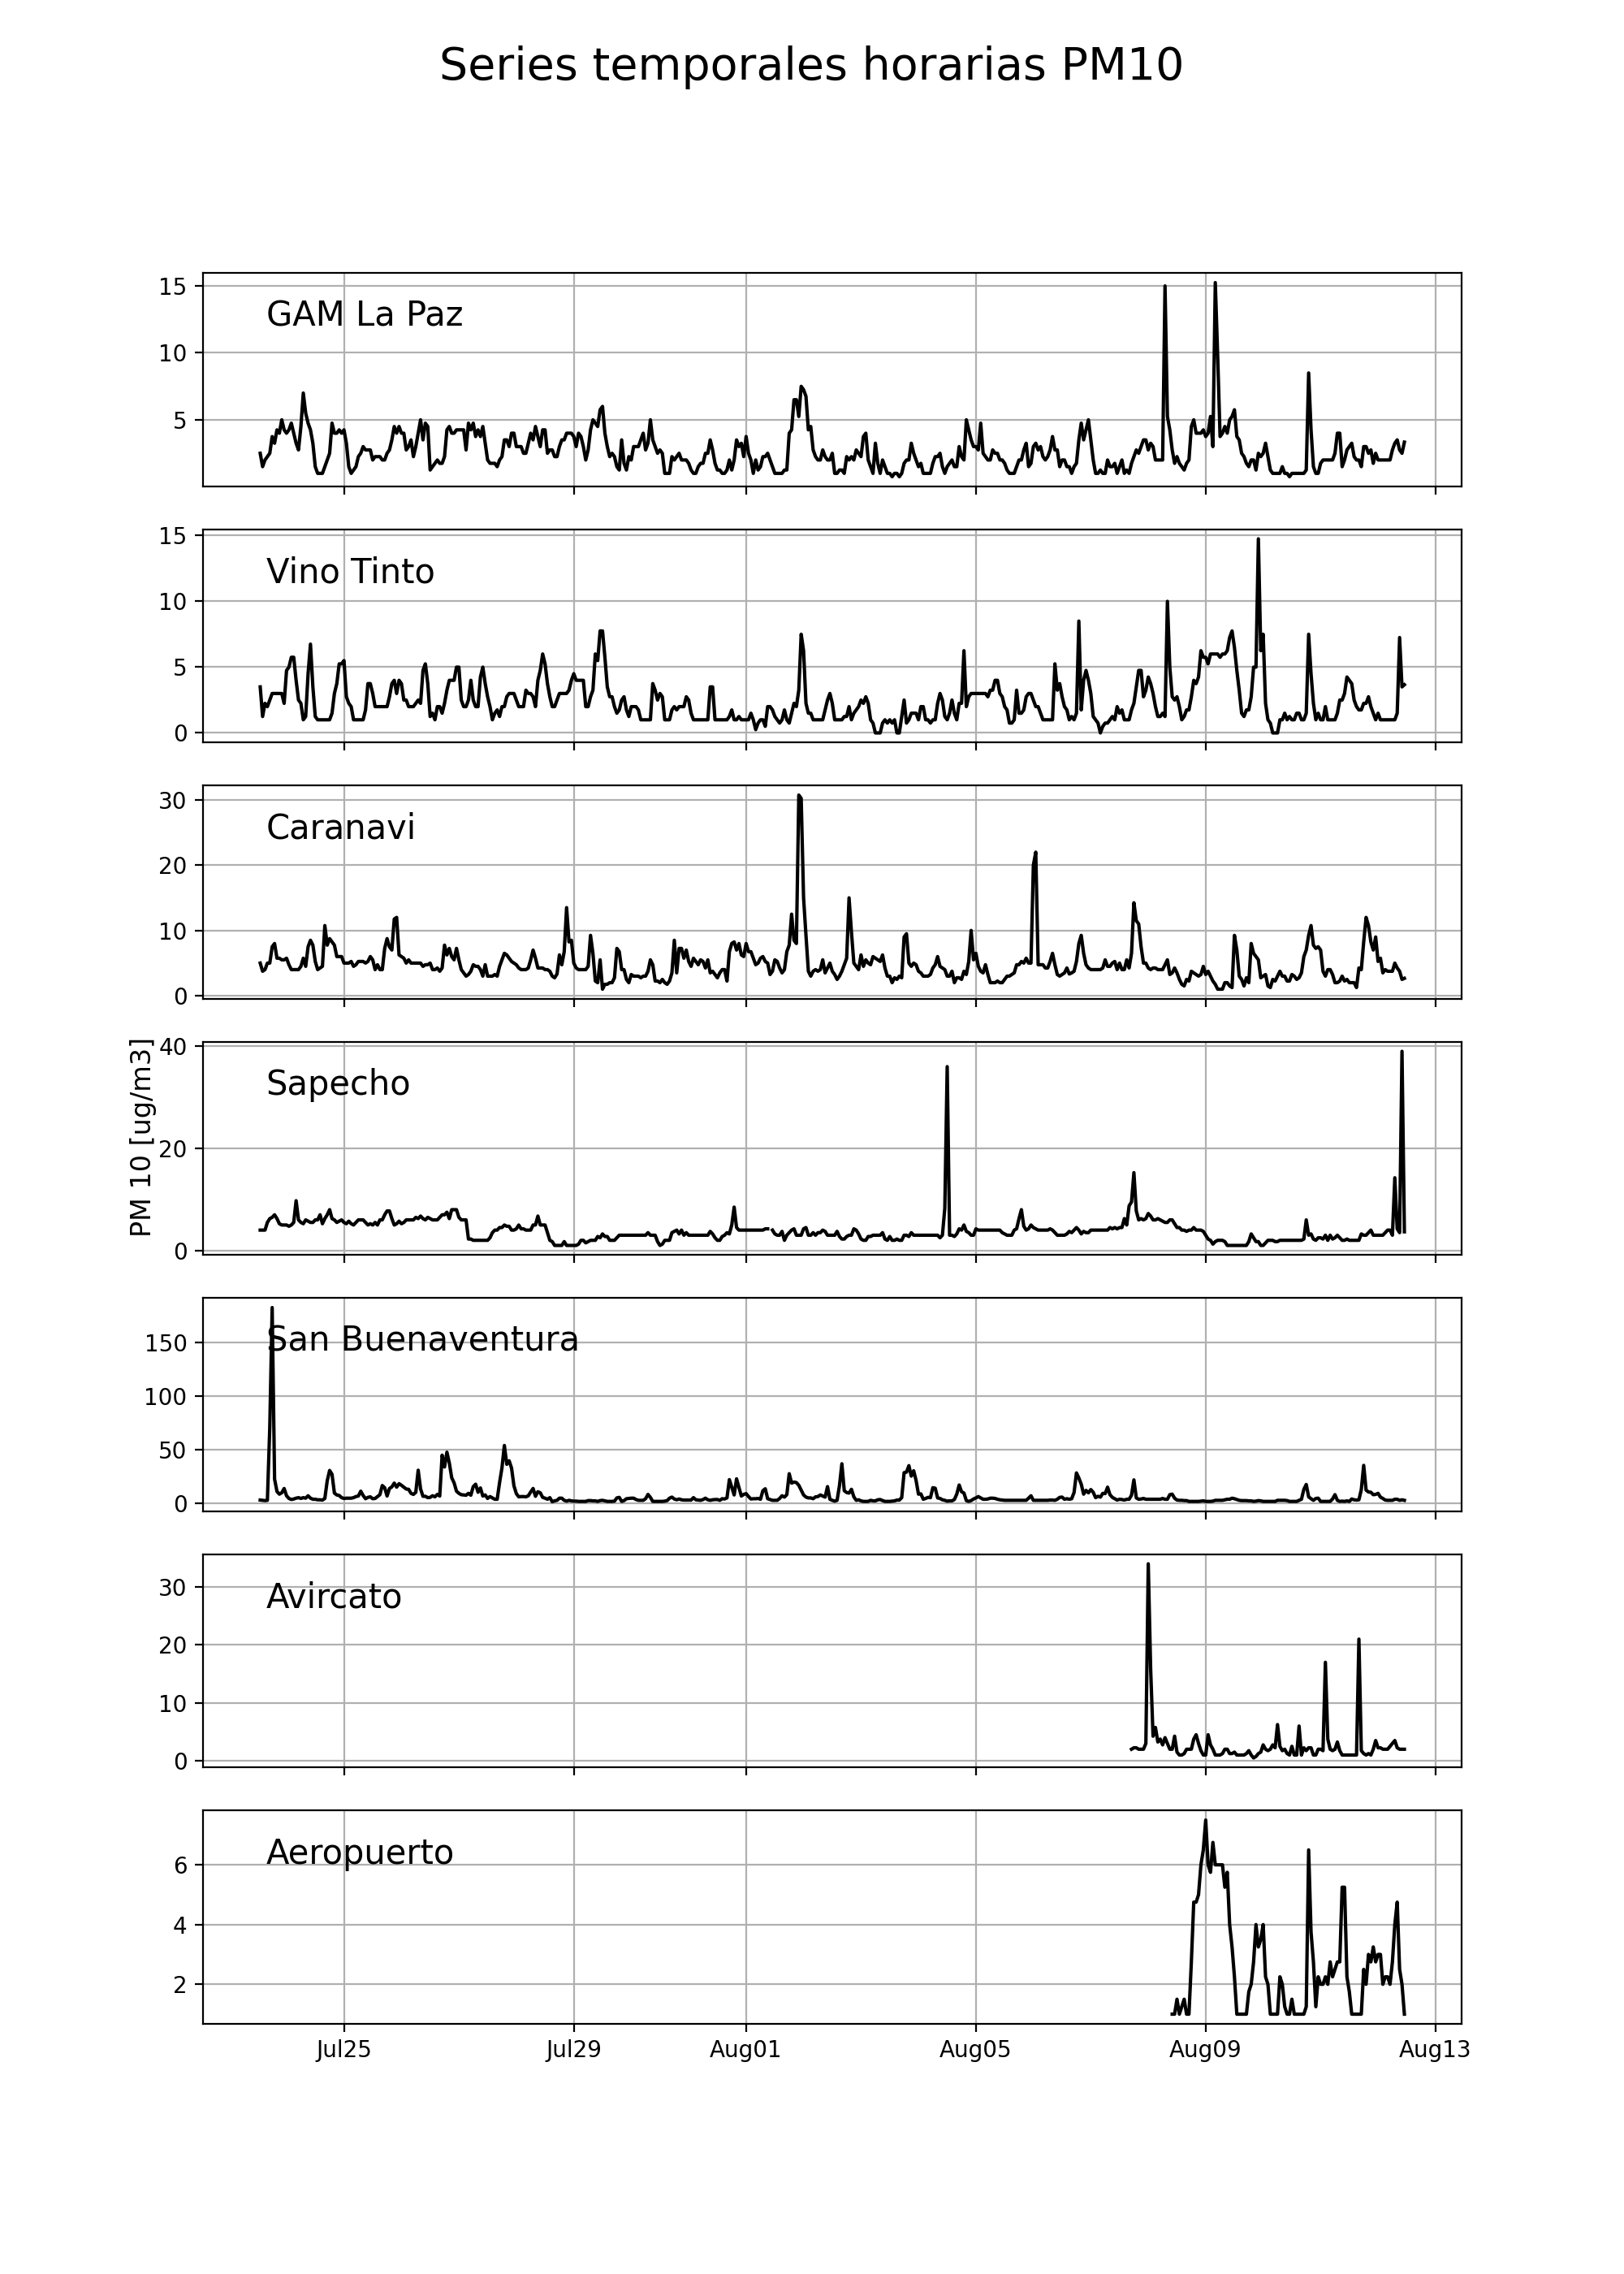 Series temporales horarias PM10
15
10
5
GAM La Paz
15
10
5
0
Vino Tinto
30
20
10
0
Caranavi
PM 10 [ug/m3]
40
20
0
Sapecho
150
100
50
0
San Buenaventura
30
20
10
0
Avircato
6
4
2
Aeropuerto
Jul25 Jul29 Aug01 Aug05 Aug09 Aug13